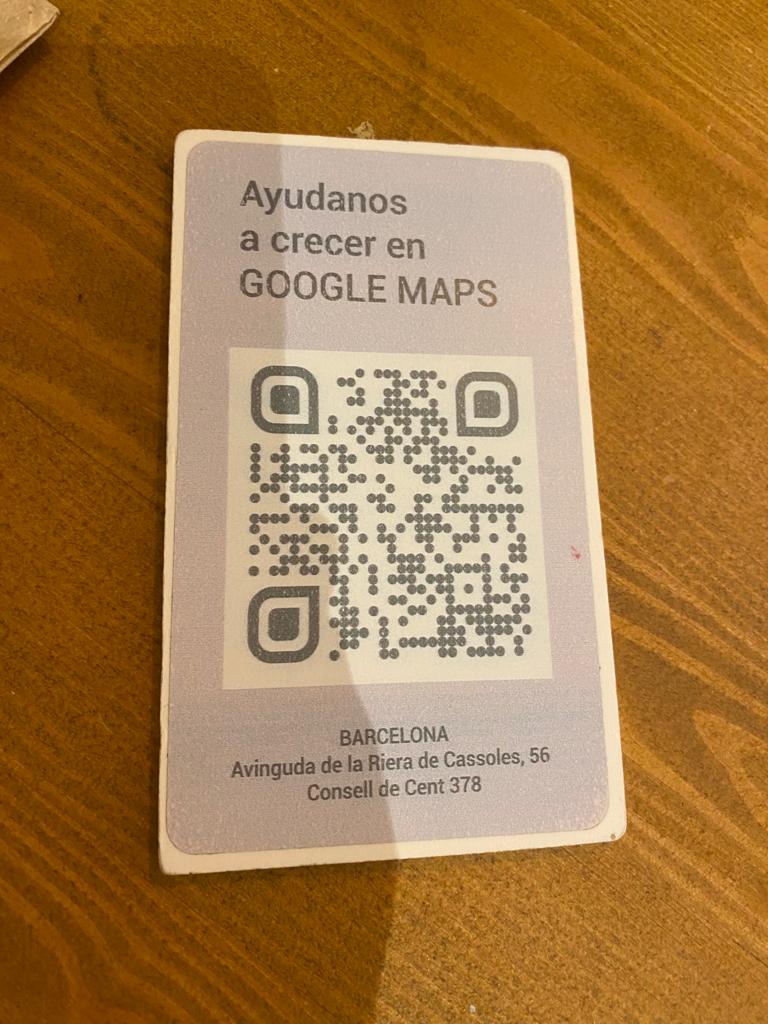 Ayudanos
a crecer en
GOOGLE MAPS
BARCELONA
Avinguda de la Riera de Cassoles, 56
Consell de Cent 378